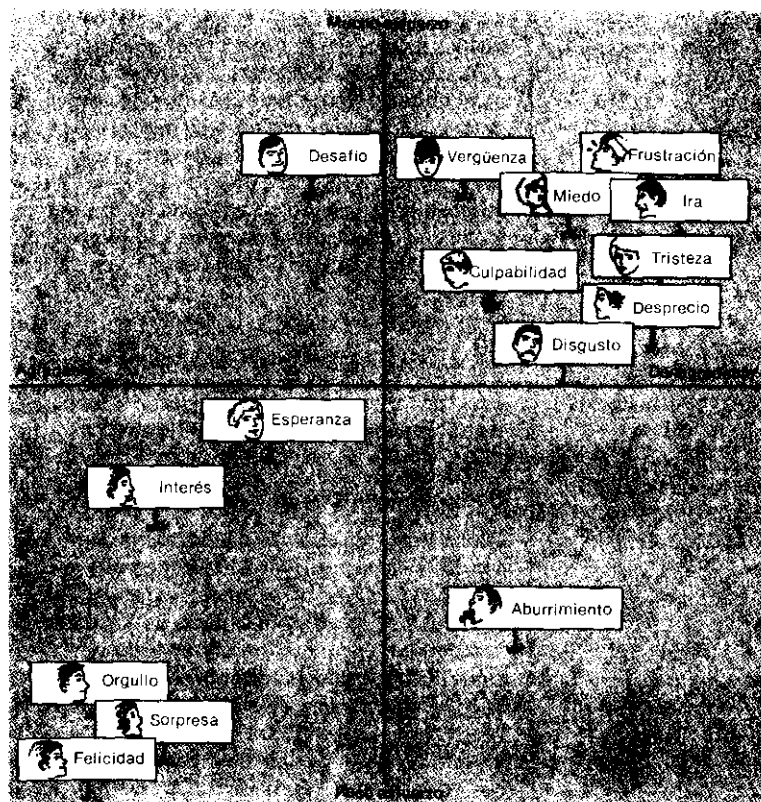 Desafío
Vergüenza
Frustración
Miedo
Ira
Culpabilidad
Tristeza
Desprecio
Disgusto
Esperanza
Interés
Aburrimiento
Orgullo
Sorpresa
Felicidad